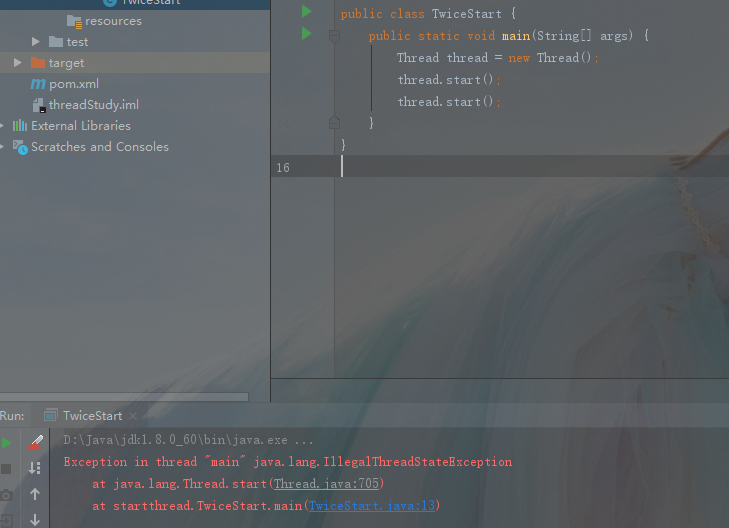 TwiceStart
resources
test
target
pom.xml
threadStudy.iml
External Libraries
Scratches and Consoles
public class TwiceStart {
public static void main(String[] args) {
Thread thread = new Thread();
thread.start();
thread.start();
}
}
16
Run: TwiceStart
D:\Java\jdk1.8.0_60\bin\java.exe ...
Exception in thread "main" java.lang.IllegalThreadStateException
at java.lang.Thread.start(Thread.java:705)
at startthread.TwiceStart.main(TwiceStart.java:13)